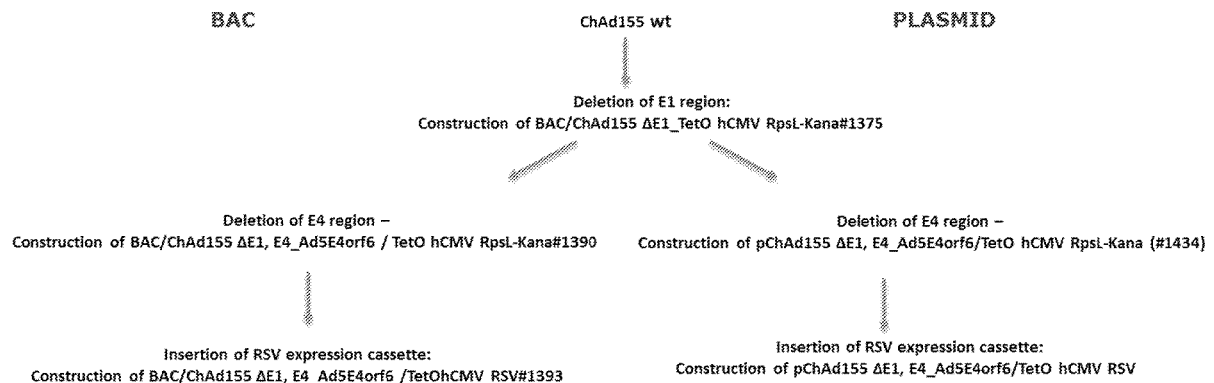 BAC
ChAd155 wt
PLASMID
Deletion of E1 region:
Construction of BAC/ChAd155 ΔE1_TetO hCMV RpsL-Kana#1375
Deletion of E4 region –
Construction of BAC/ChAd155 ΔE1, E4_Ad5E4orf6 / TetO hCMV RpsL-Kana#1390
Deletion of E4 region –
Construction of pChAd155 ΔE1, E4_Ad5E4orf6/TetO hCMV RpsL-Kana (#1434)
Insertion of RSV expression cassette:
Construction of BAC/ChAd155 ΔE1, E4_Ad5E4orf6 /TetOhCMV RSV#1393
Insertion of RSV expression cassette:
Construction of pChAd155 ΔE1, E4_Ad5E4orf6/TetO hCMV RSV